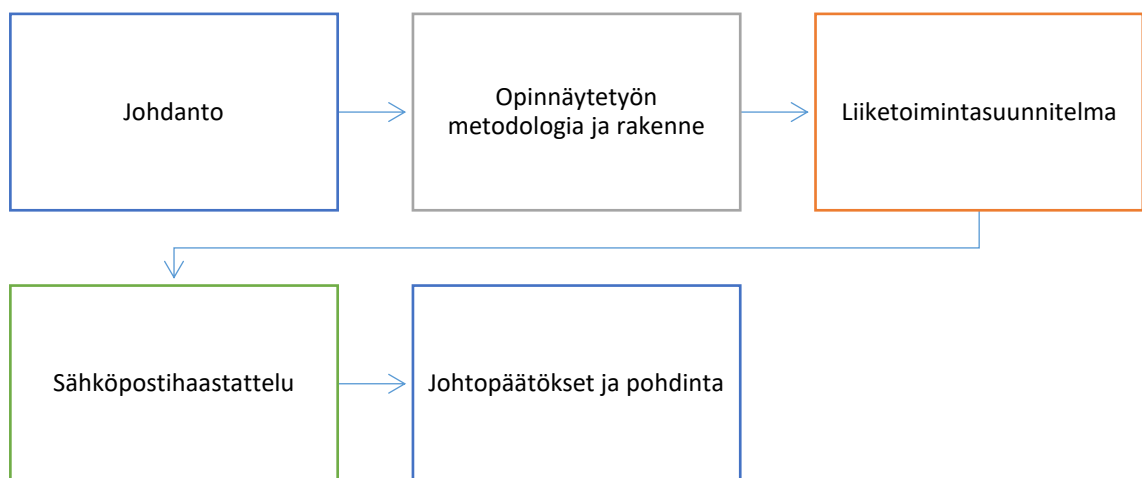 Johdanto
Opinnäytetyön
metodologia ja rakenne
Liiketoimintasuunnitelma
Sähköpostihaastattelu
Johtopäätökset ja pohdinta